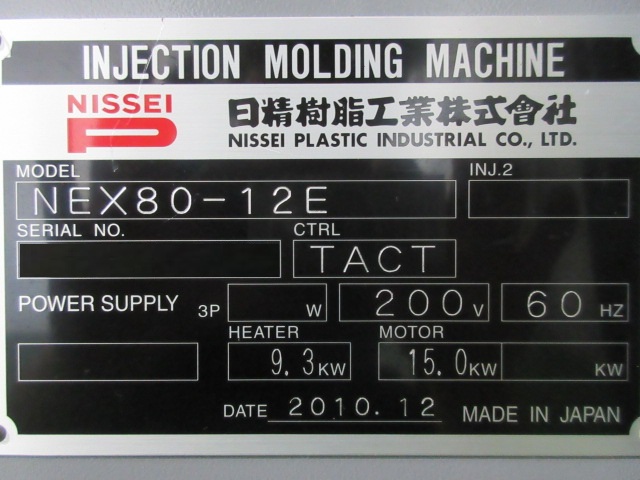 INJECTION MOLDING MACHINE
NISSEI 日精樹脂工業株式會社
P NISSEI PLASTIC INDUSTRIAL CO., LTD.
MODEL INJ.2
NEX80-12E
SERIAL NO. CTRL
TACT
POWER SUPPLY 3P W 200 V 60 HZ
HEATER MOTOR
9.3 KW 15.0 KW KW
DATE 2010.12 MADE IN JAPAN